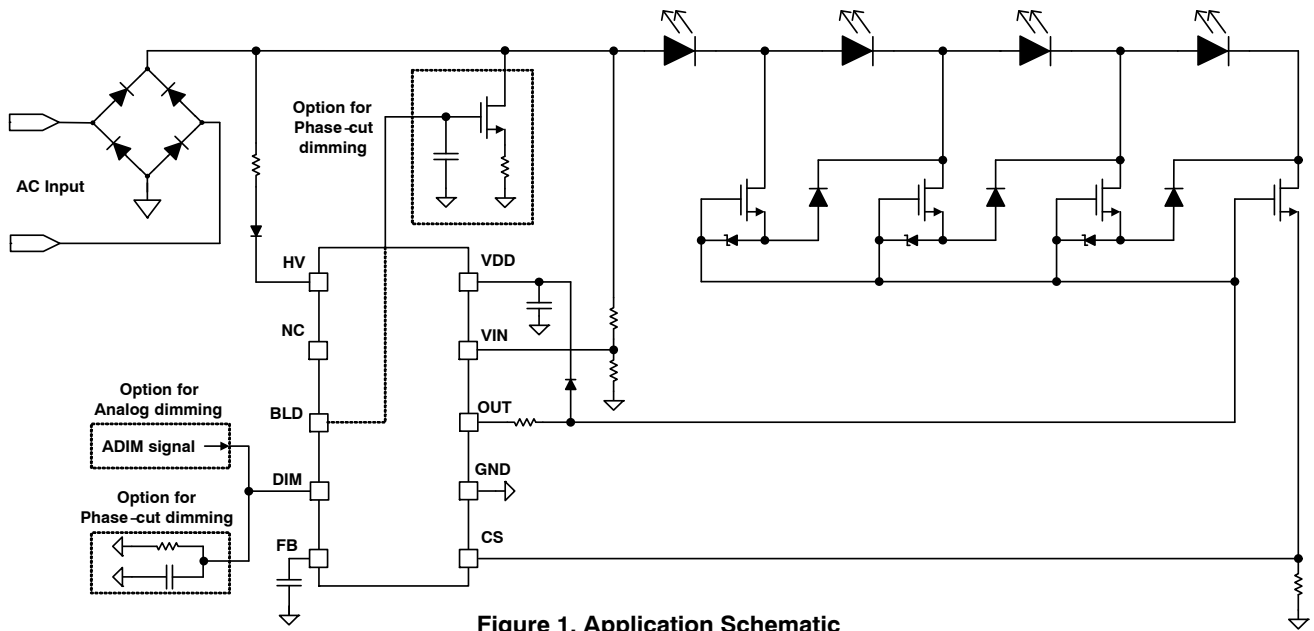 Option for
Phase-cut
dimming
AC Input
HV
VDD
NC
VIN
Option for
Analog dimming
ADIM signal
BLD
OUT
DIM
GND
Option for
Phase-cut dimming
FB
CS
Figure 1. Application Schematic